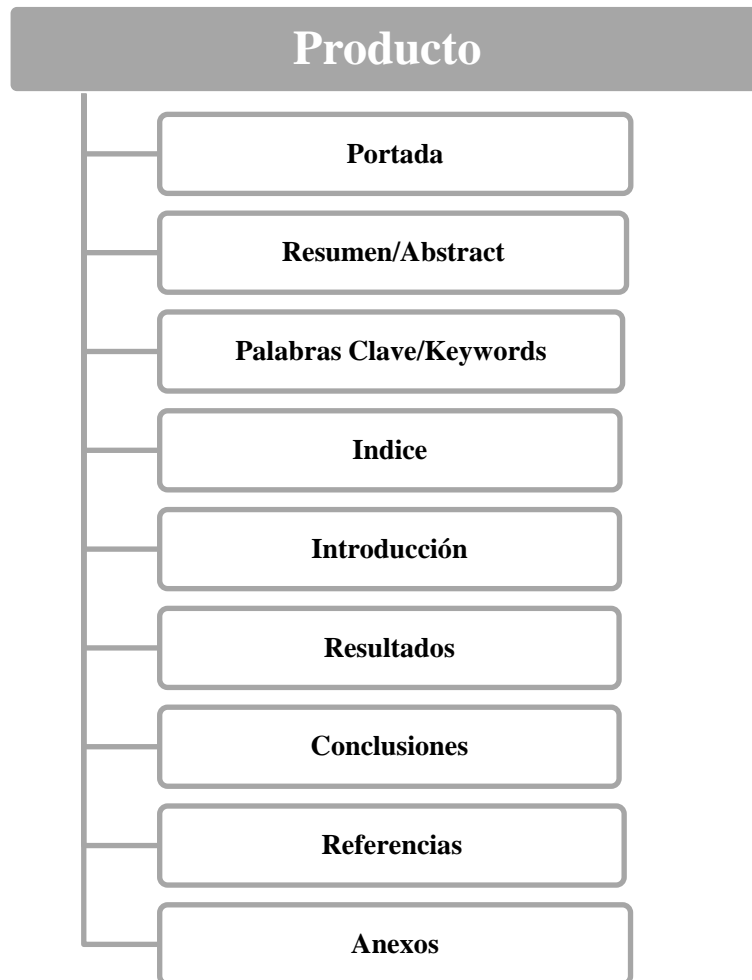 Producto
Portada
Resumen/Abstract
Palabras Clave/Keywords
Indice
Introducción
Resultados
Conclusiones
Referencias
Anexos